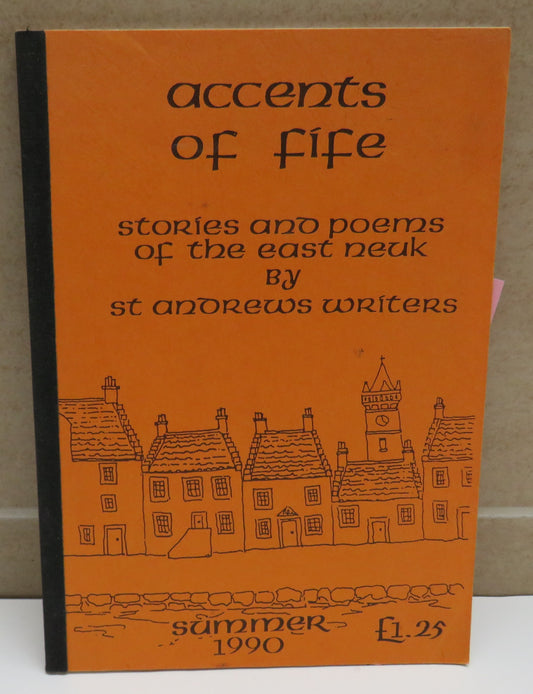 accents
of fife
stories and poems
of the east neuk
By
st andrews writers
summer
1990
£1.25